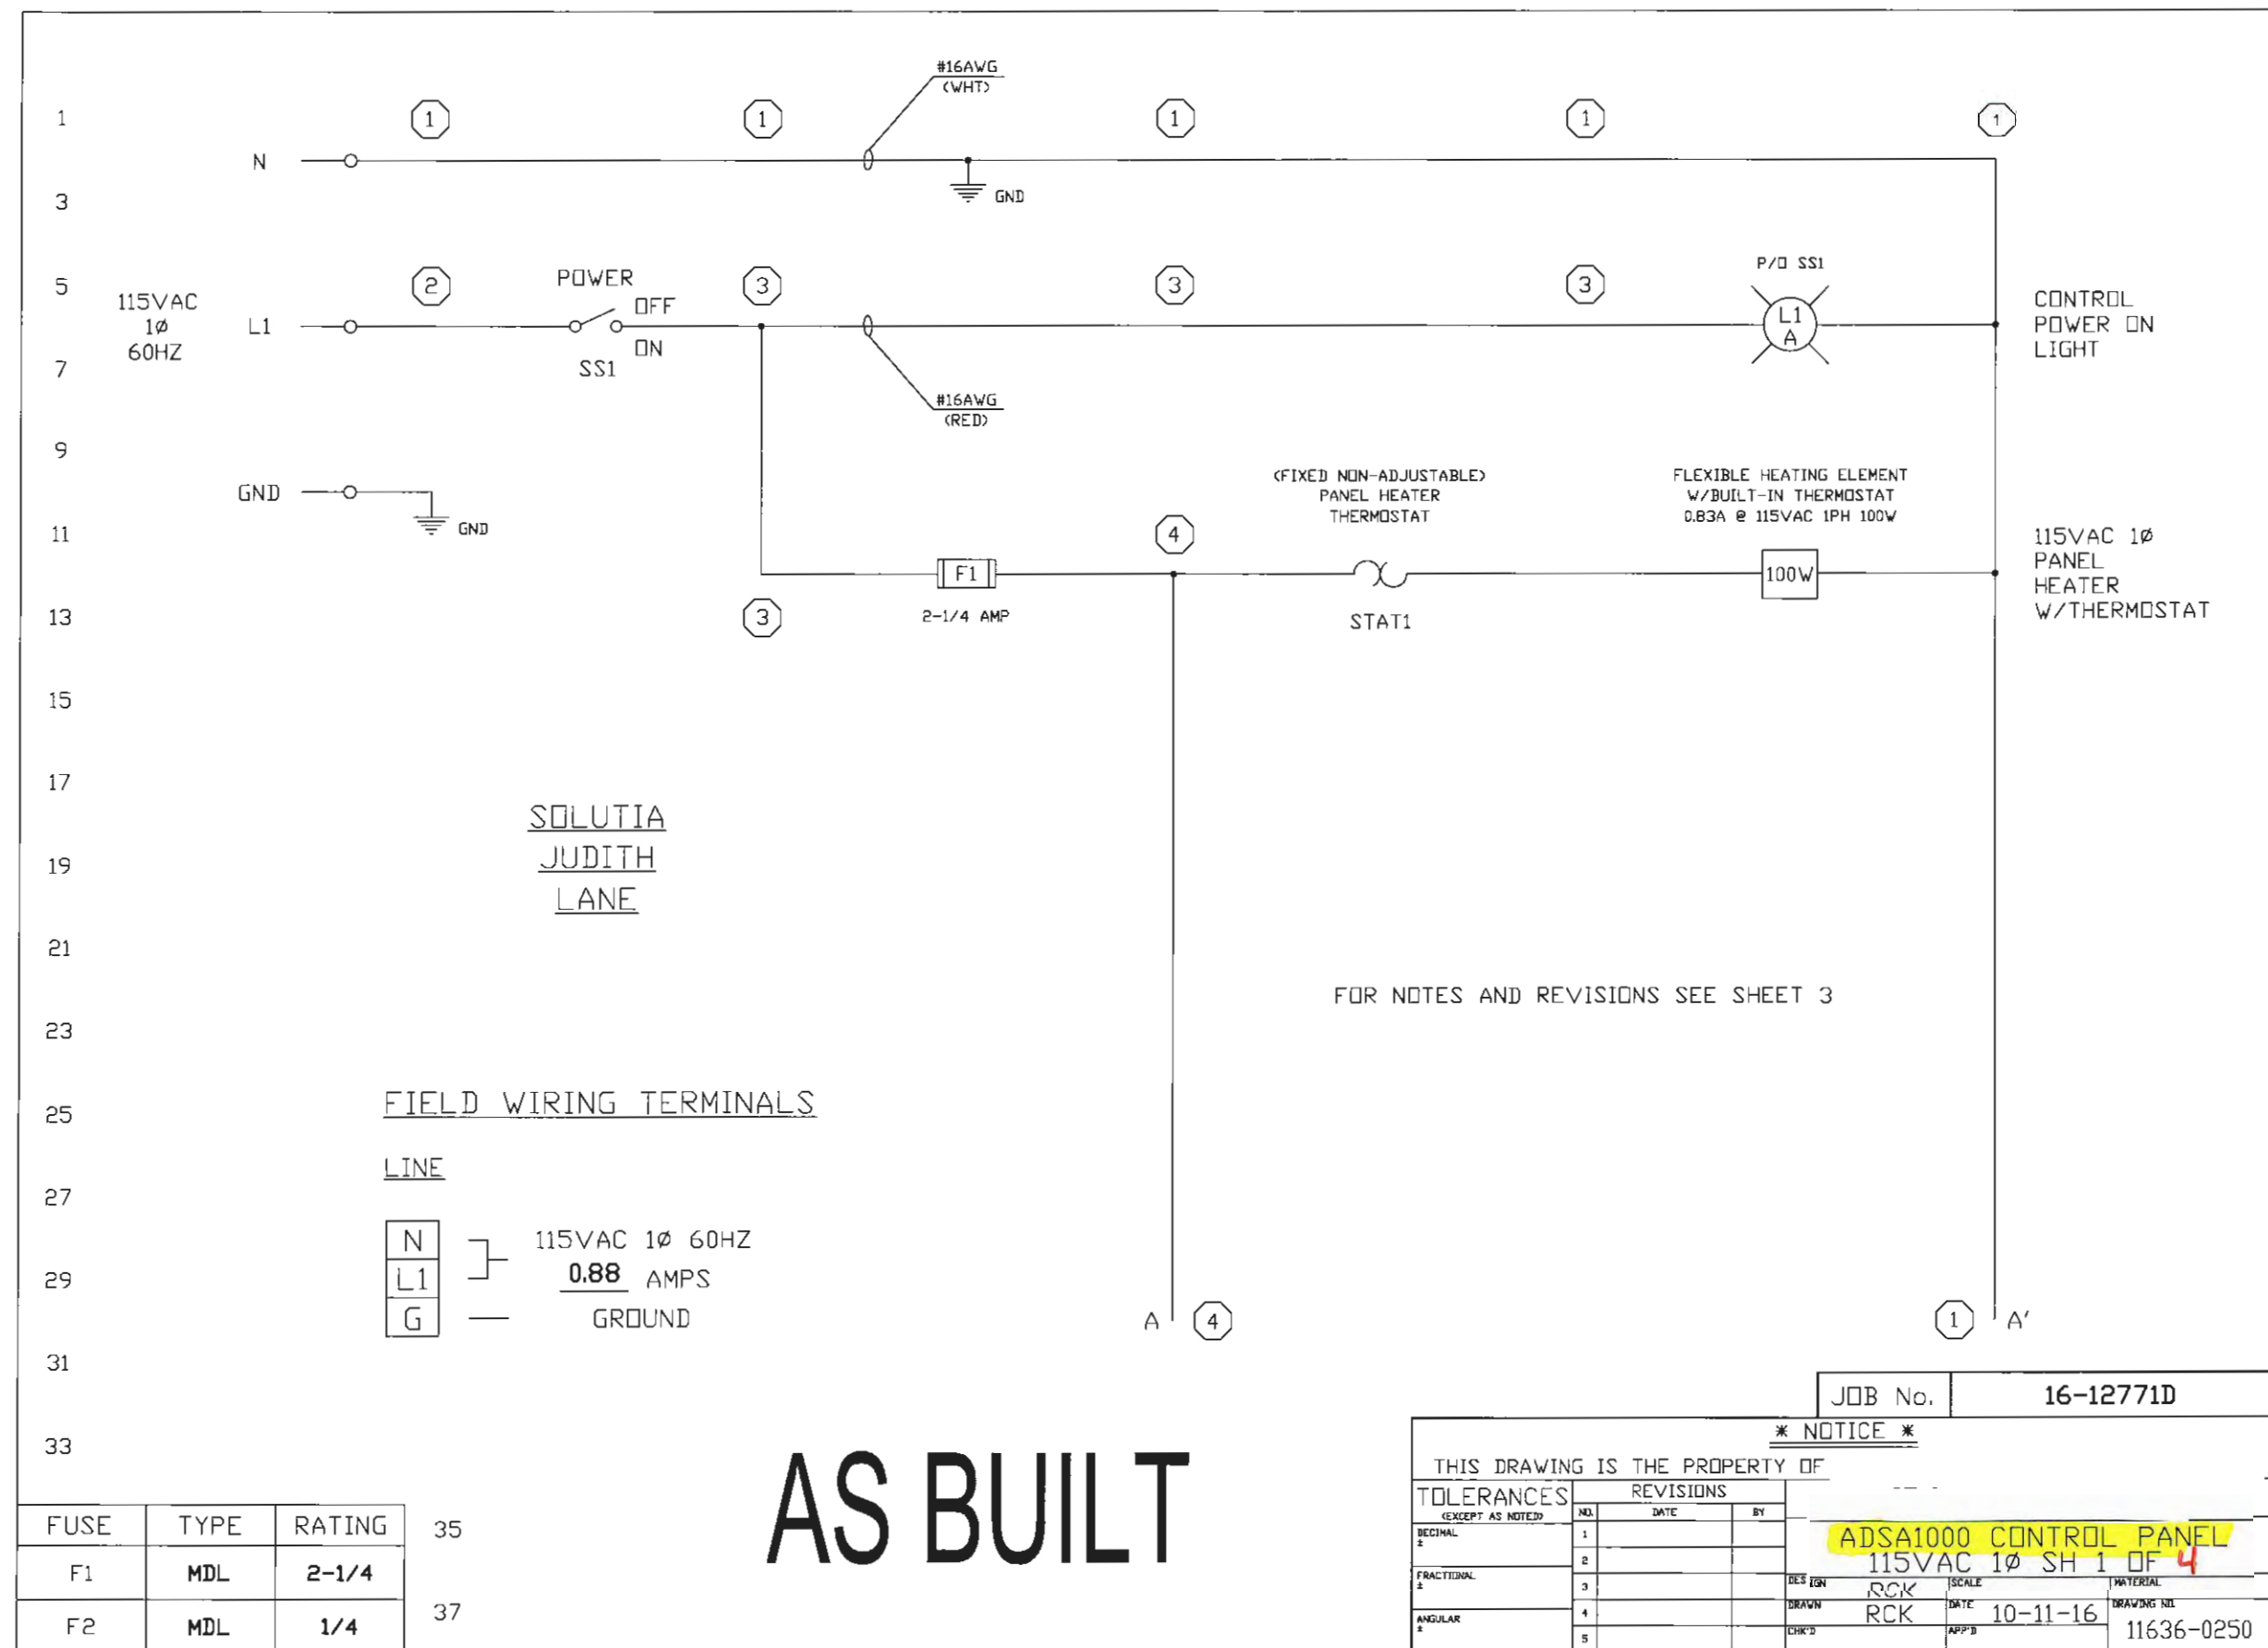 #16AWG
(WHT)
1
1 1 1 1 1
N
3
GND
P/O SS1
5
2
POWER
3 3 3
OFF
115VAC
1ø
60HZ
L1
L1
A
CONTROL
POWER ON
LIGHT
ON
7
SS1
#16AWG
(RED)
9
(FIXED NON-ADJUSTABLE)
PANEL HEATER
THERMOSTAT
FLEXIBLE HEATING ELEMENT
W/BUILT-IN THERMOSTAT
0.83A @ 115VAC 1PH 100W
GND
GND
11
4
115VAC 1ø
PANEL
HEATER
W/THERMOSTAT
F1
100W
13
3
2-1/4 AMP
STAT1
15
17
SOLUTIA
JUDITH
LANE
19
21
FOR NOTES AND REVISIONS SEE SHEET 3
23
25
FIELD WIRING TERMINALS
LINE
27
N
L1
G
115VAC 1ø 60HZ
0.88 AMPS
GROUND
29
A 4
1 A'
31
33
35
37
AS BUILT
FUSE TYPE RATING
F1 MDL 2-1/4
F2 MDL 1/4
JOB No. 16-12771D
* NOTICE *
THIS DRAWING IS THE PROPERTY OF
TOLERANCES
(EXCEPT AS NOTED)
DECIMAL
±
FRACTIONAL
±
ANGULAR
±
REVISIONS
NO. DATE BY
1
2
3
4
5
ADSA1000 CONTROL PANEL
115VAC 1ø SH 1 OF 4
DESIGN RCK SCALE MATERIAL
DRAWN RCK DATE 10-11-16 DRAWING NO.
CHK'D APP'D 11636-0250